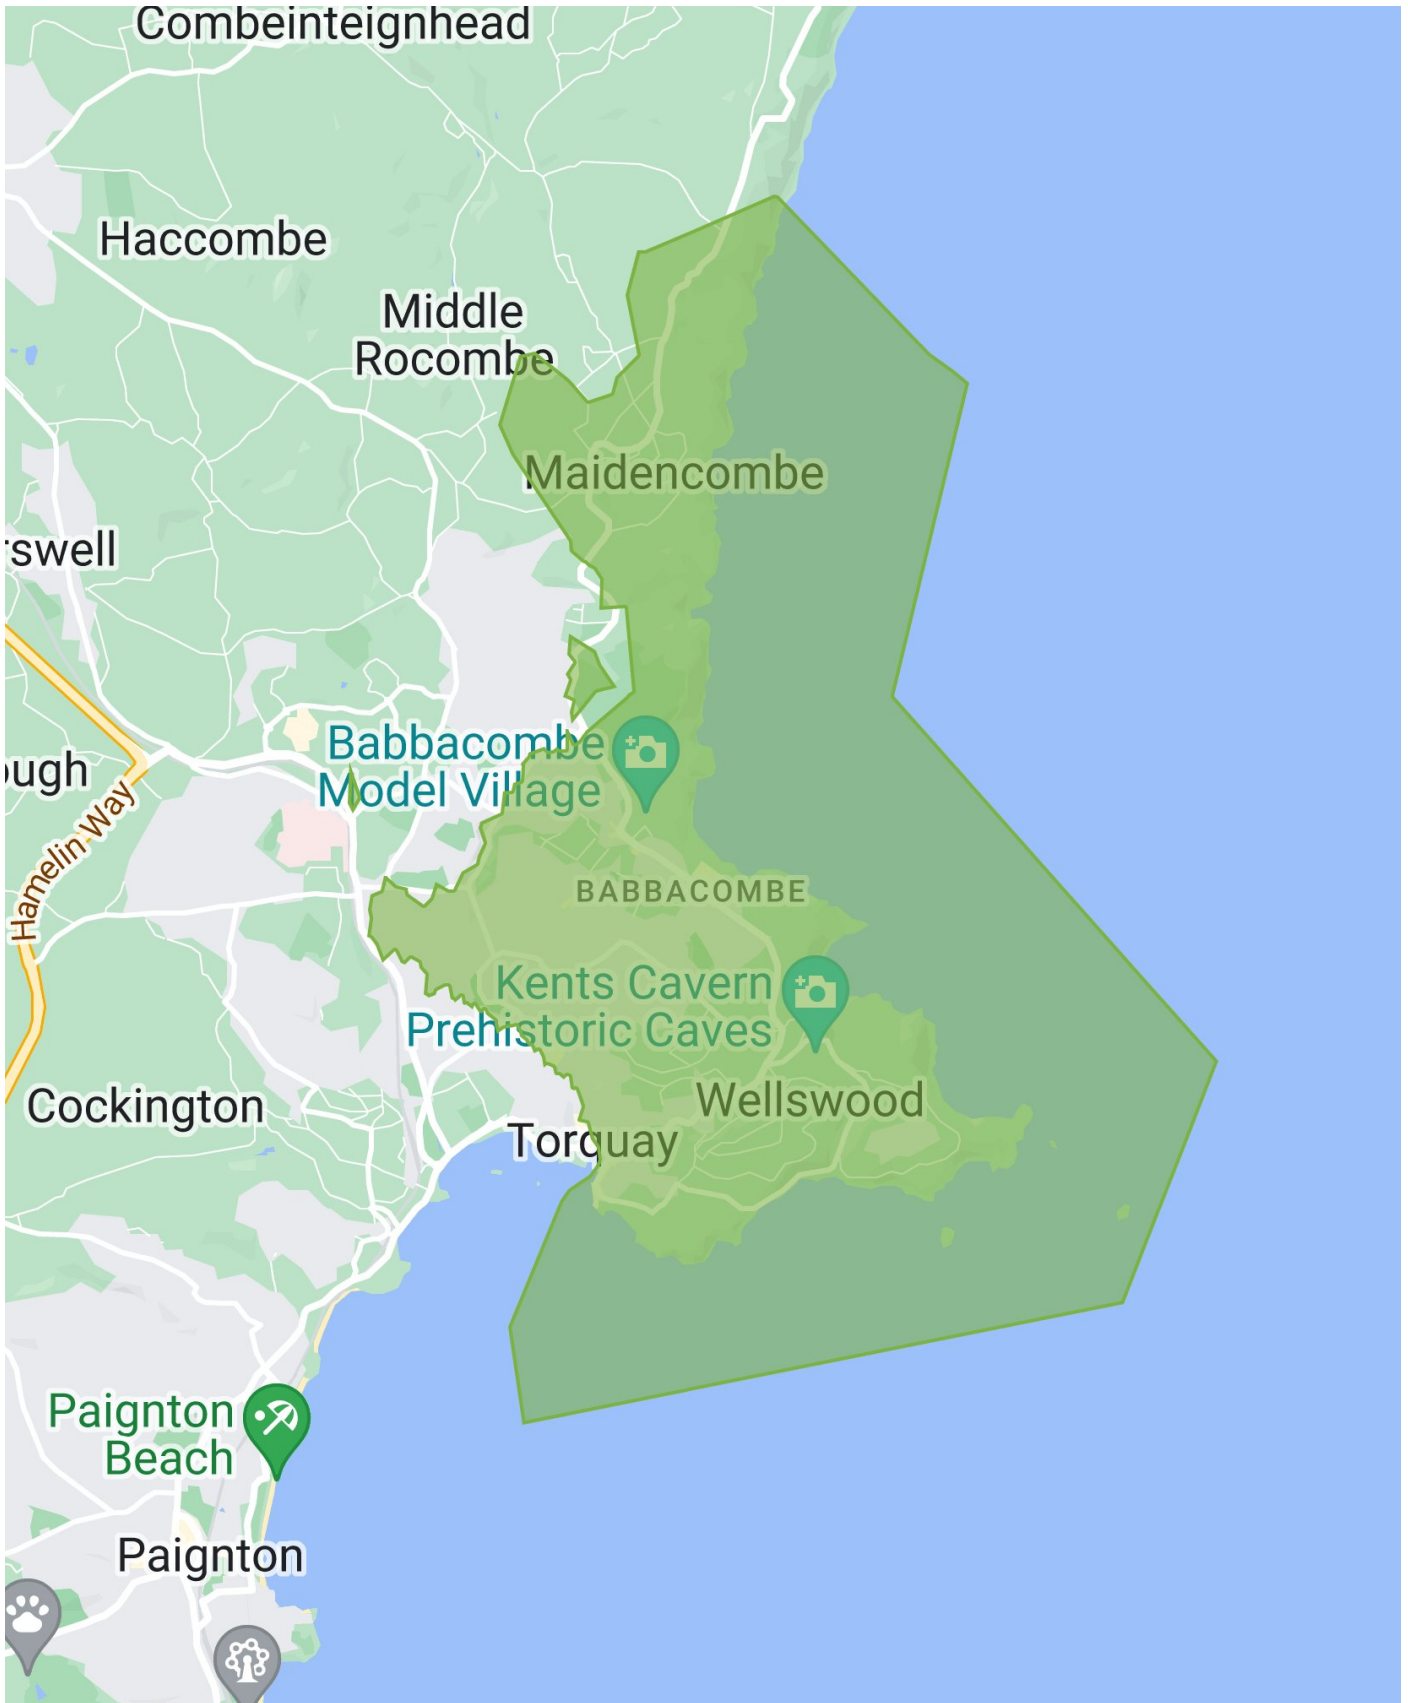 Combeinteignhead
Haccombe
Middle
Rocombe
Maidencombe
rswell
Babbacombe
Model Village
ough
Hamelin Way
BABBACOMBE
Kents Cavern
Prehistoric Caves
Wellswood
Cockington
Torquay
Paignton
Beach
Paignton